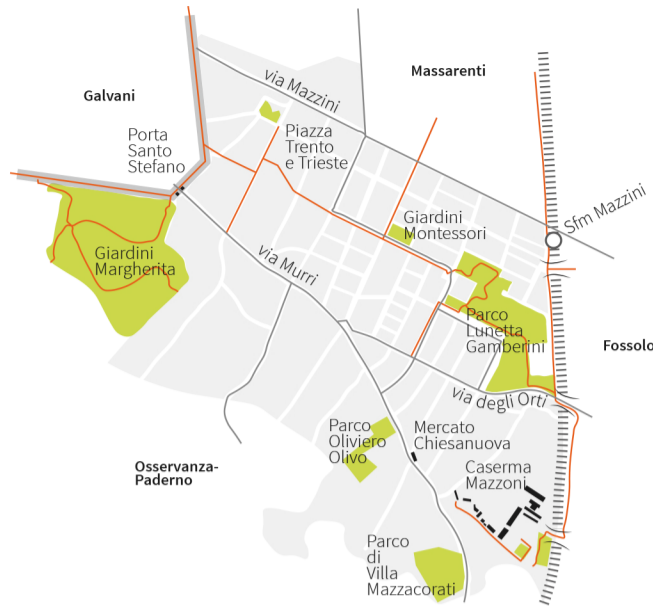 Massarenti
Galvani
via Mazzini
Porta
Santo
Stefano
Piazza
Trento
e Trieste
Sfm Mazzini
Giardini
Montessori
Giardini
Margherita
via Murri
Parco
Lunetta
Gamberini
Fossolo
via degli Orti
Parco
Oliviero
Olivo
Mercato
Chiesanuova
Osservanza-
Paderno
Caserma
Mazzoni
Parco
di
Villa
Mazzacorati